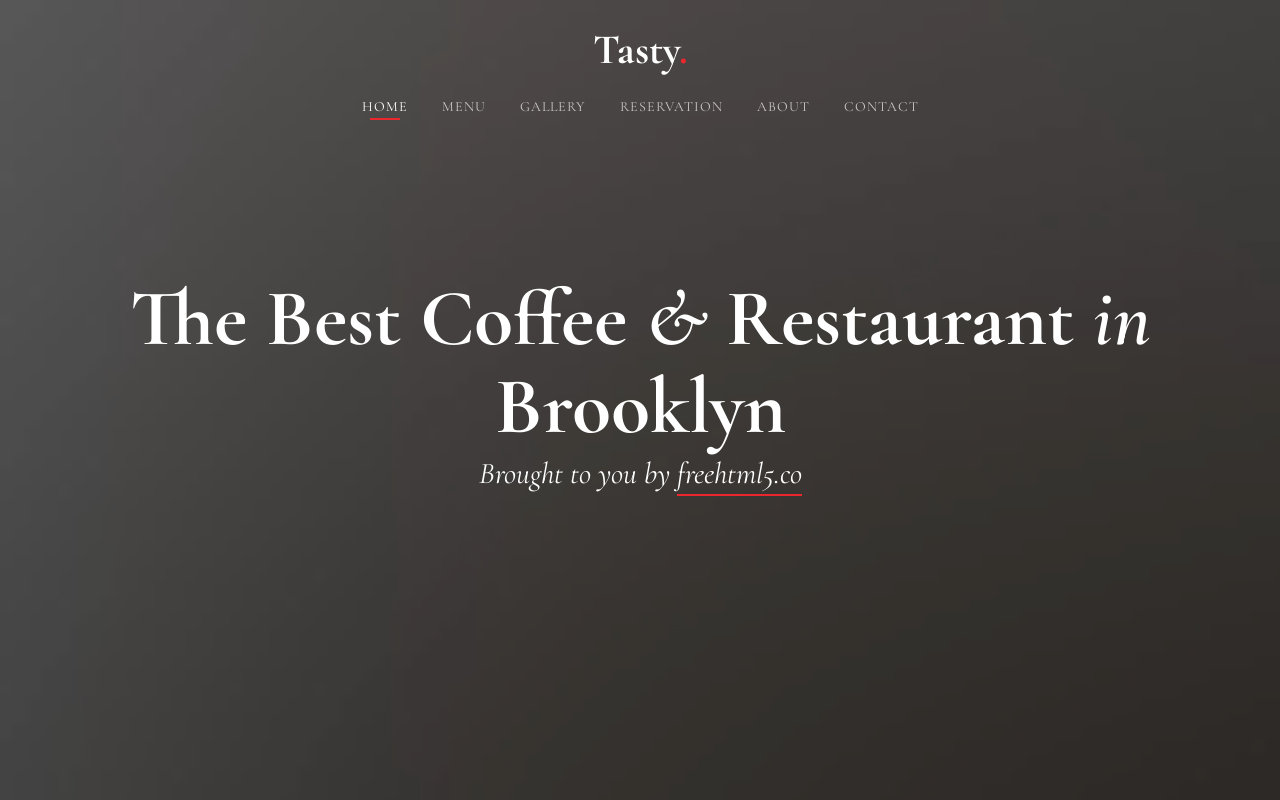 Tasty.
HOME MENU GALLERY RESERVATION ABOUT CONTACT
The Best Coffee & Restaurant in
Brooklyn
Brought to you by freehtml5.co